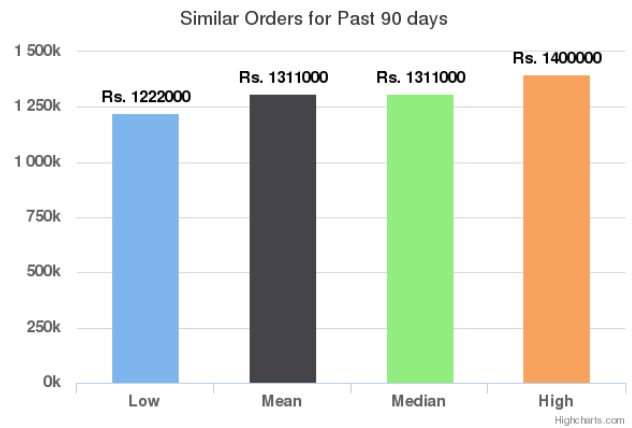 Similar Orders for Past 90 days
1 500k
Rs. 1400000
Rs. 1311000
Rs. 1311000
Rs. 1222000
1 250k
1 000k
750k
500k
250k
0k
Low
Mean
Median
High
Highcharts.com